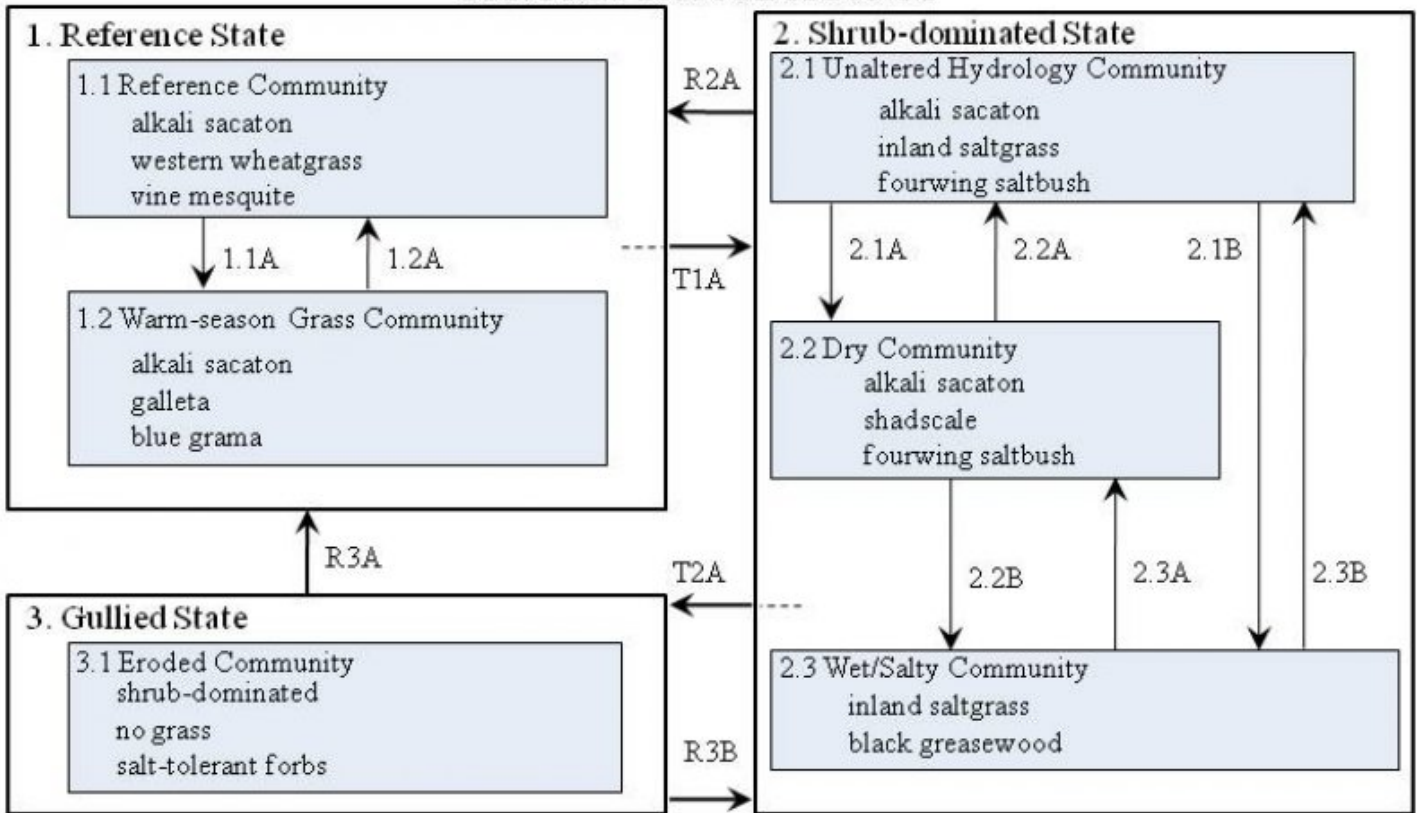 1. Reference State
1.1 Reference Community
alkali sacaton
western wheatgrass
vine mesquite
1.1A
1.2A
1.2 Warm-season Grass Community
alkali sacaton
galleta
blue grama
R2A
T1A
2. Shrub-dominated State
2.1 Unaltered Hydrology Community
alkali sacaton
inland saltgrass
fourwing saltbush
2.1A
2.2A
2.1B
2.2 Dry Community
alkali sacaton
shadscale
fourwing saltbush
2.2B
2.3A
2.3B
2.3 Wet/Salty Community
inland saltgrass
black greasewood
R3A
T2A
3. Gullied State
3.1 Eroded Community
shrub-dominated
no grass
salt-tolerant forbs
R3B